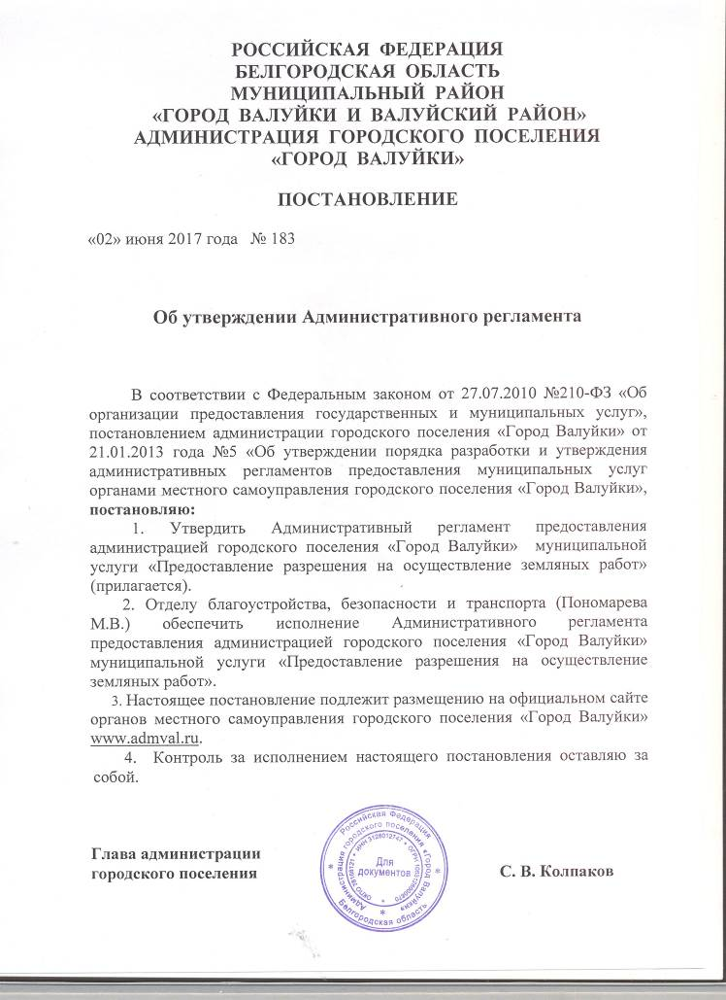 РОССИЙСКАЯ ФЕДЕРАЦИЯ
БЕЛГОРОДСКАЯ ОБЛАСТЬ
МУНИЦИПАЛЬНЫЙ РАЙОН
«ГОРОД ВАЛУЙКИ И ВАЛУЙСКИЙ РАЙОН»
АДМИНИСТРАЦИЯ ГОРОДСКОГО ПОСЕЛЕНИЯ
«ГОРОД ВАЛУЙКИ»
ПОСТАНОВЛЕНИЕ
«02» июня 2017 года № 183
Об утверждении Административного регламента
В соответствии с Федеральным законом от 27.07.2010 №210-ФЗ «Об
организации предоставления государственных и муниципальных услуг»,
постановлением администрации городского поселения «Город Валуйки» от
21.01.2013 года №5 «Об утверждении порядка разработки и утверждения
административных регламентов предоставления муниципальных услуг
органами местного самоуправления городского поселения «Город Валуйки»,
постановляю:
1. Утвердить Административный регламент предоставления
администрацией городского поселения «Город Валуйки» муниципальной
услуги «Предоставление разрешения на осуществление земляных работ»
(прилагается).
2. Отделу благоустройства, безопасности и транспорта (Пономарева
М.В.) обеспечить исполнение Административного регламента
предоставления администрацией городского поселения «Город Валуйки»
муниципальной услуги «Предоставление разрешения на осуществление
земляных работ».
3. Настоящее постановление подлежит размещению на официальном сайте
органов местного самоуправления городского поселения «Город Валуйки»
www.admval.ru.
4. Контроль за исполнением настоящего постановления оставляю за
собой.
Глава администрации
городского поселения
С. В. Колпаков
Российская Федерация
Белгородская область
Администрация городского поселения «Город Валуйки»
ИНН 3126012747
Для
документов